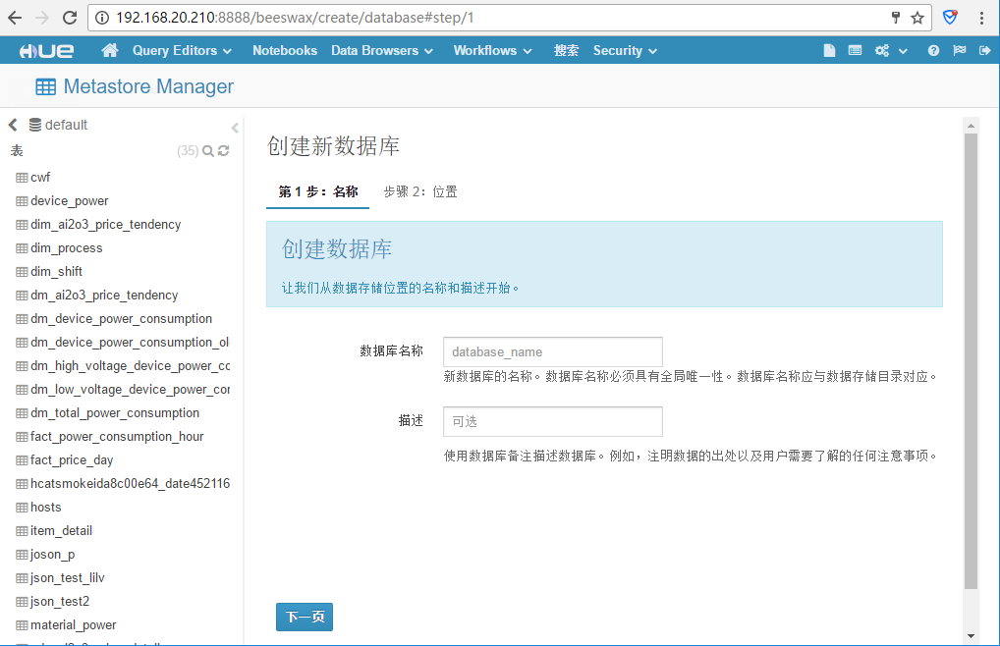 192.168.20.210:8888/beeswax/create/database#step/1
HUE Query Editors Notebooks Data Browsers Workflows 搜索 Security
Metastore Manager
default
表 (35)
cwf
device_power
dim_ai2o3_price_tendency
dim_process
dim_shift
dm_ai2o3_price_tendency
dm_device_power_consumption
dm_device_power_consumption_ol
dm_high_voltage_device_power_cc
dm_low_voltage_device_power_cor
dm_total_power_consumption
fact_power_consumption_hour
fact_price_day
hcatsmokeida8c00e64_date452116
hosts
item_detail
joson_p
json_test_lilv
json_test2
material_power
创建新数据库
第 1 步：名称 步骤 2：位置
创建数据库
让我们从数据存储位置的名称和描述开始。
数据库名称 database_name
新数据库的名称。数据库名称必须具有全局唯一性。数据库名称应与数据存储目录对应。
描述 可选
使用数据库备注描述数据库。例如，注明数据的出处以及用户需要了解的任何注意事项。
下一页